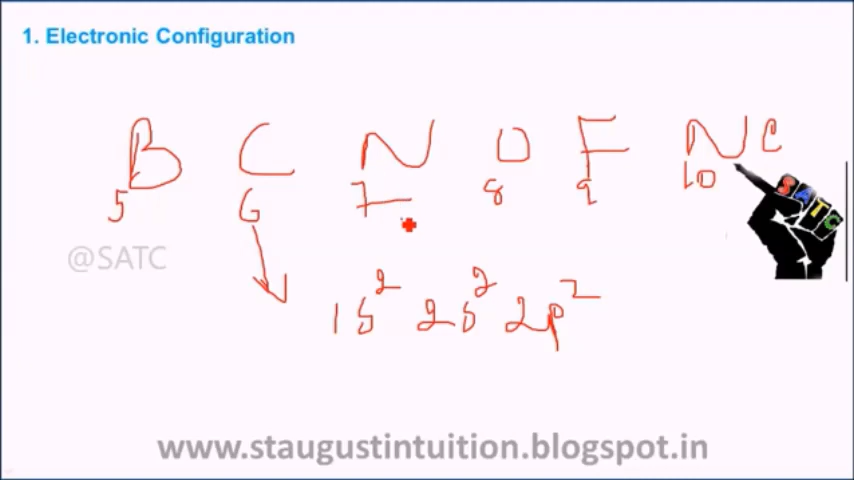 1. Electronic Configuration
B C N O F Ne
5 6 7 8 9 10
SATC
@SATC
1s² 2s² 2p²
www.staugustintuition.blogspot.in